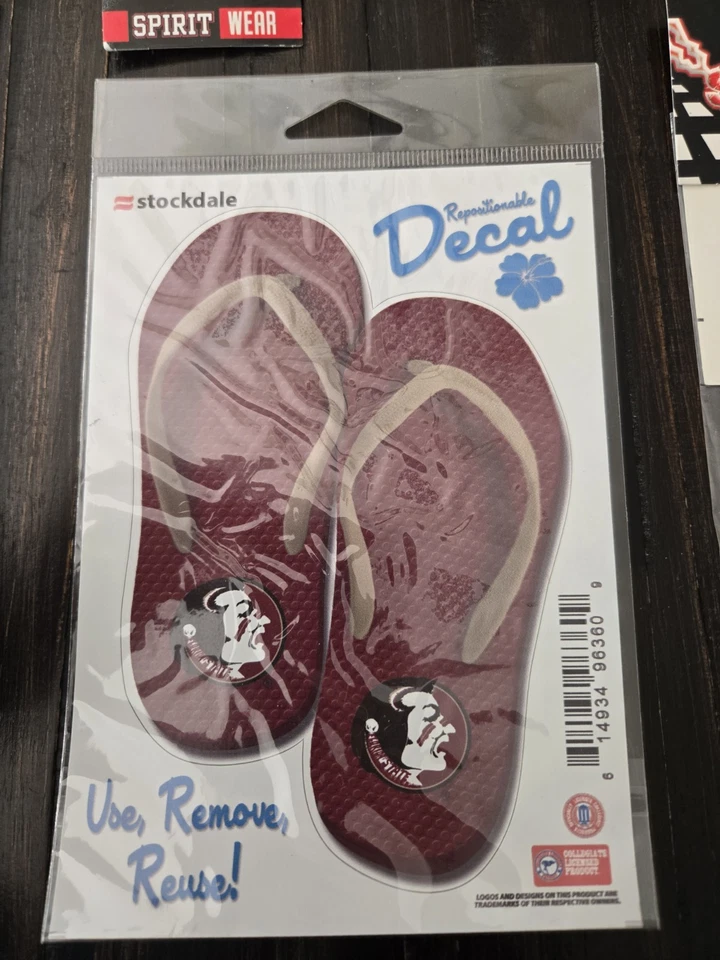 SPIRIT WEAR
stockdale
Repositionable
Decal
6 14934 96360 9
Use, Remove,
Reuse!
COLLEGIATE
LICENSED
PRODUCT
LOGOS AND DESIGNS ON THIS PRODUCT ARE
TRADEMARKS OF THEIR RESPECTIVE OWNERS.